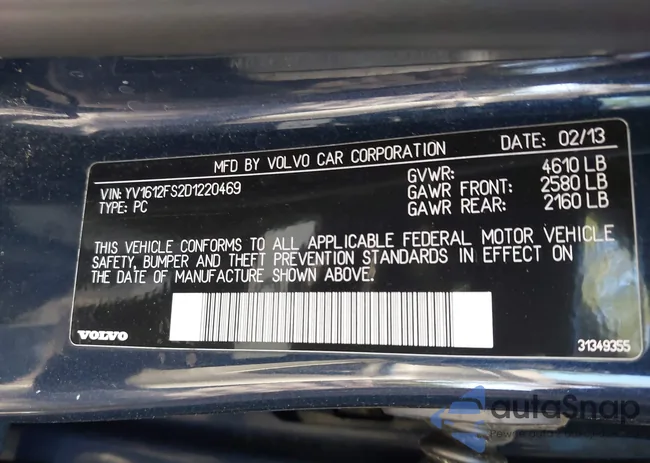 MFD BY VOLVO CAR CORPORATION DATE: 02/13
VIN: YV1612FS2D1220469
TYPE: PC
GVWR: 4610 LB
GAWR FRONT: 2580 LB
GAWR REAR: 2160 LB
THIS VEHICLE CONFORMS TO ALL APPLICABLE FEDERAL MOTOR VEHICLE
SAFETY, BUMPER AND THEFT PREVENTION STANDARDS IN EFFECT ON
THE DATE OF MANUFACTURE SHOWN ABOVE.
VOLVO
31349355
autoSnap